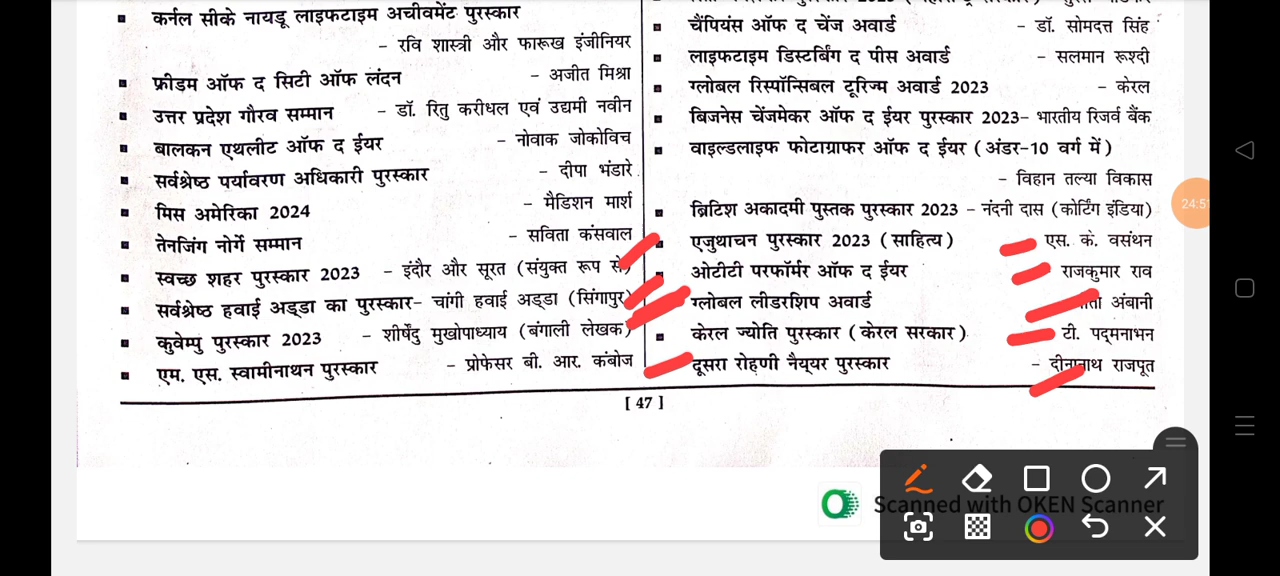 कर्नल सीके नायडू लाइफटाइम अचीवमेंट पुरस्कार
- रवि शास्त्री और फारूख इंजीनियर
फ्रीडम ऑफ द सिटी ऑफ लंदन - अजीत मिश्रा
उत्तर प्रदेश गौरव सम्मान - डॉ. रितु करीधल एवं उद्यमी नवीन
बालकन एथलीट ऑफ द ईयर - नोवाक जोकोविच
सर्वश्रेष्ठ पर्यावरण अधिकारी पुरस्कार - दीपा भंडारे
मिस अमेरिका 2024 - मैडिशन मार्श
तेनजिंग नोर्गे सम्मान - सविता कंसवाल
स्वच्छ शहर पुरस्कार 2023 - इंदौर और सूरत (संयुक्त रूप से)
सर्वश्रेष्ठ हवाई अड्डा का पुरस्कार- चांगी हवाई अड्डा (सिंगापुर)
कुवेम्पु पुरस्कार 2023 - शीर्षेंदु मुखोपाध्याय (बंगाली लेखक)
एम. एस. स्वामीनाथन पुरस्कार - प्रोफेसर बी. आर. कंबोज
चैंपियंस ऑफ द चेंज अवार्ड - डॉ. सोमदत्त सिंह
लाइफटाइम डिस्टर्बिंग द पीस अवार्ड - सलमान रूश्दी
ग्लोबल रिस्पॉन्सिबल टूरिज्म अवार्ड 2023 - केरल
बिजनेस चेंजमेकर ऑफ द ईयर पुरस्कार 2023- भारतीय रिजर्व बैंक
वाइल्डलाइफ फोटाग्राफर ऑफ द ईयर (अंडर-10 वर्ग में)
- विहान तल्या विकास
ब्रिटिश अकादमी पुस्तक पुरस्कार 2023 - नंदनी दास (कोर्टिंग इंडिया)
एजुथाचन पुरस्कार 2023 (साहित्य) एस. के. वसंथन
ओटीटी परफॉर्मर ऑफ द ईयर राजकुमार राव
ग्लोबल लीडरशिप अवार्ड अंबानी
केरल ज्योति पुरस्कार (केरल सरकार) टी. पद्मनाभन
दूसरा रोहणी नैय्यर पुरस्कार - दीनानाथ राजपूत
[ 47 ]
Scanned with OKEN Scanner